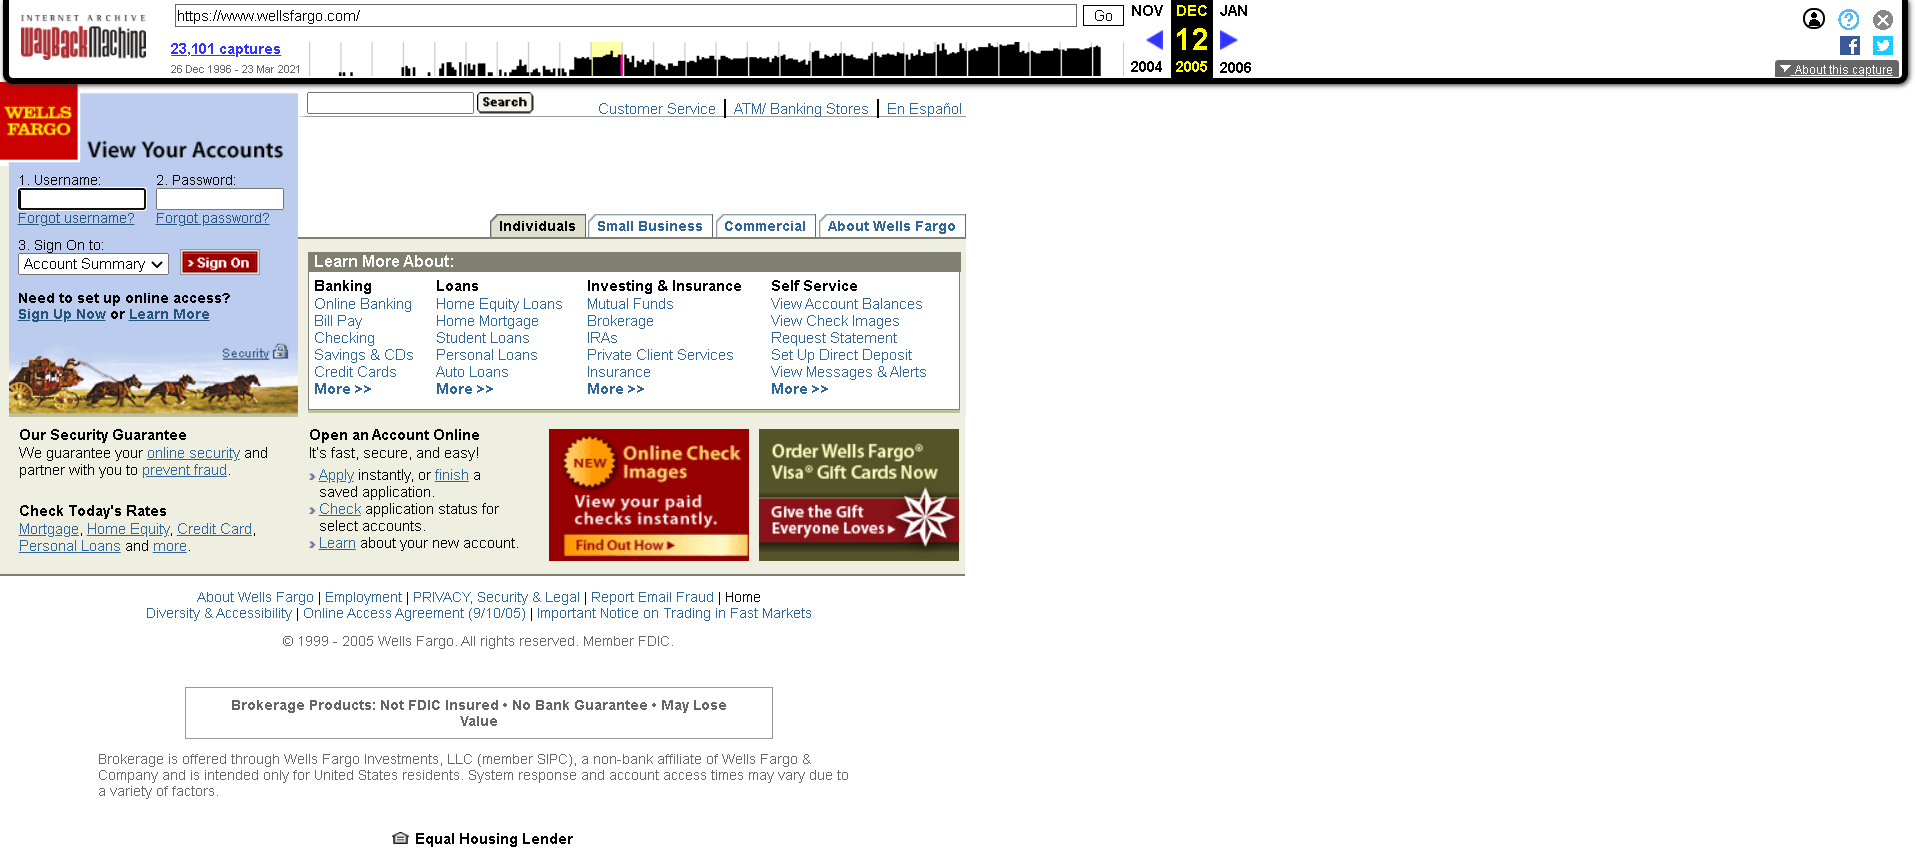 INTERNET ARCHIVE
WayBackMachine
https://www.wellsfargo.com/
Go
23,101 captures
26 Dec 1996 - 23 Mar 2021
NOV DEC JAN
12
2004 2005 2006
About this capture
WELLS
FARGO
Search
Customer Service | ATM/ Banking Stores | En Español
View Your Accounts
1. Username: 2. Password:
Forgot username? Forgot password?
3. Sign On to:
Account Summary
Sign On
Need to set up online access?
Sign Up Now or Learn More
Security
Individuals Small Business Commercial About Wells Fargo
Learn More About:
Banking
Online Banking
Bill Pay
Checking
Savings & CDs
Credit Cards
More >>
Loans
Home Equity Loans
Home Mortgage
Student Loans
Personal Loans
Auto Loans
More >>
Investing & Insurance
Mutual Funds
Brokerage
IRAs
Private Client Services
Insurance
More >>
Self Service
View Account Balances
View Check Images
Request Statement
Set Up Direct Deposit
View Messages & Alerts
More >>
Our Security Guarantee
We guarantee your online security and
partner with you to prevent fraud.
Check Today's Rates
Mortgage, Home Equity, Credit Card,
Personal Loans and more.
Open an Account Online
It's fast, secure, and easy!
Apply instantly, or finish a
saved application.
Check application status for
select accounts.
Learn about your new account.
NEW
Online Check
Images
View your paid
checks instantly.
Find Out How
Order Wells Fargo®
Visa® Gift Cards Now
Give the Gift
Everyone Loves
About Wells Fargo | Employment | PRIVACY, Security & Legal | Report Email Fraud | Home
Diversity & Accessibility | Online Access Agreement (9/10/05) | Important Notice on Trading in Fast Markets
© 1999 - 2005 Wells Fargo. All rights reserved. Member FDIC.
Brokerage Products: Not FDIC Insured • No Bank Guarantee • May Lose
Value
Brokerage is offered through Wells Fargo Investments, LLC (member SIPC), a non-bank affiliate of Wells Fargo &
Company and is intended only for United States residents. System response and account access times may vary due to
a variety of factors.
Equal Housing Lender